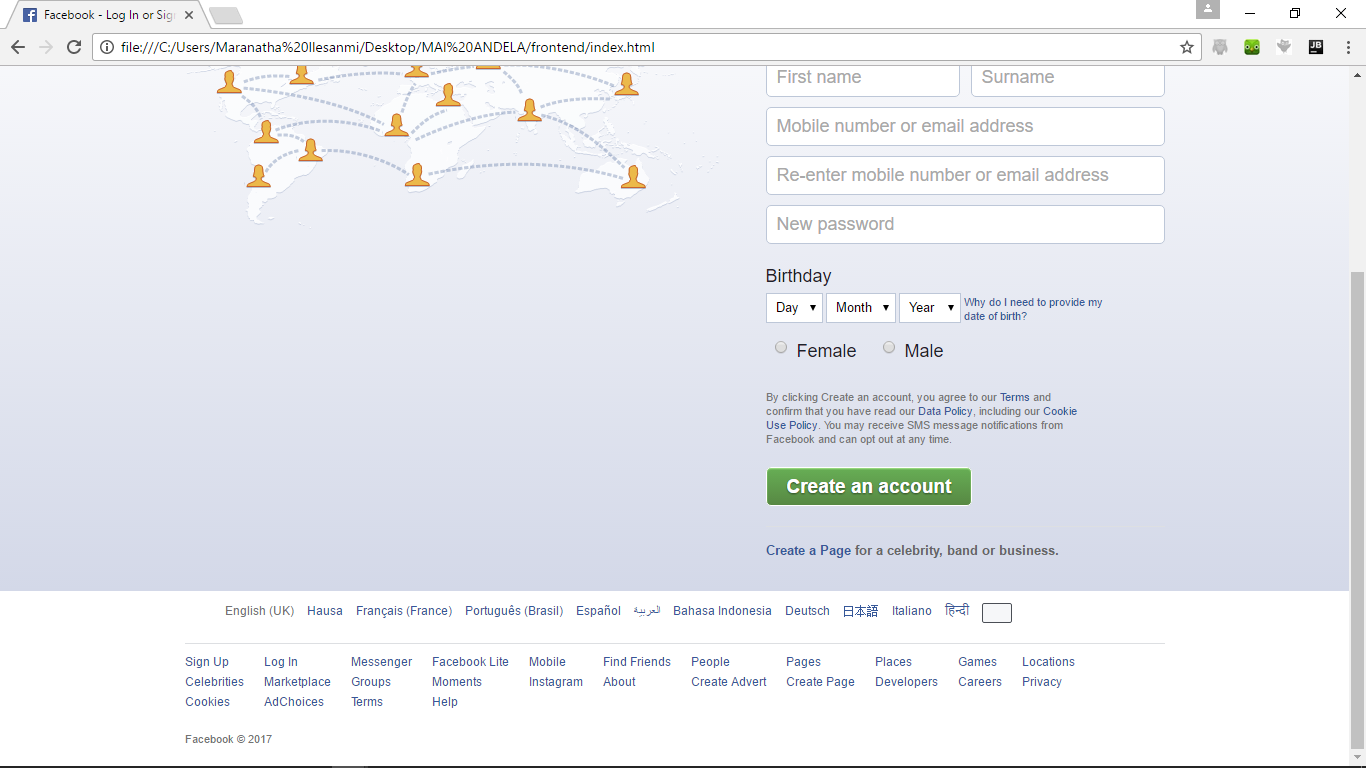 Facebook - Log In or Sig
file:///C:/Users/Maranatha%20Ilesanmi/Desktop/MAI%20ANDELA/frontend/index.html
JB
First name Surname
Mobile number or email address
Re-enter mobile number or email address
New password
Birthday
Day Month Year Why do I need to provide my
date of birth?
Female Male
By clicking Create an account, you agree to our Terms and
confirm that you have read our Data Policy, including our Cookie
Use Policy. You may receive SMS message notifications from
Facebook and can opt out at any time.
Create an account
Create a Page for a celebrity, band or business.
English (UK) Hausa Français (France) Português (Brasil) Español العربية Bahasa Indonesia Deutsch 日本語 Italiano हिन्दी
Sign Up Log In Messenger Facebook Lite Mobile Find Friends People Pages Places Games Locations
Celebrities Marketplace Groups Moments Instagram About Create Advert Create Page Developers Careers Privacy
Cookies AdChoices Terms Help
Facebook © 2017